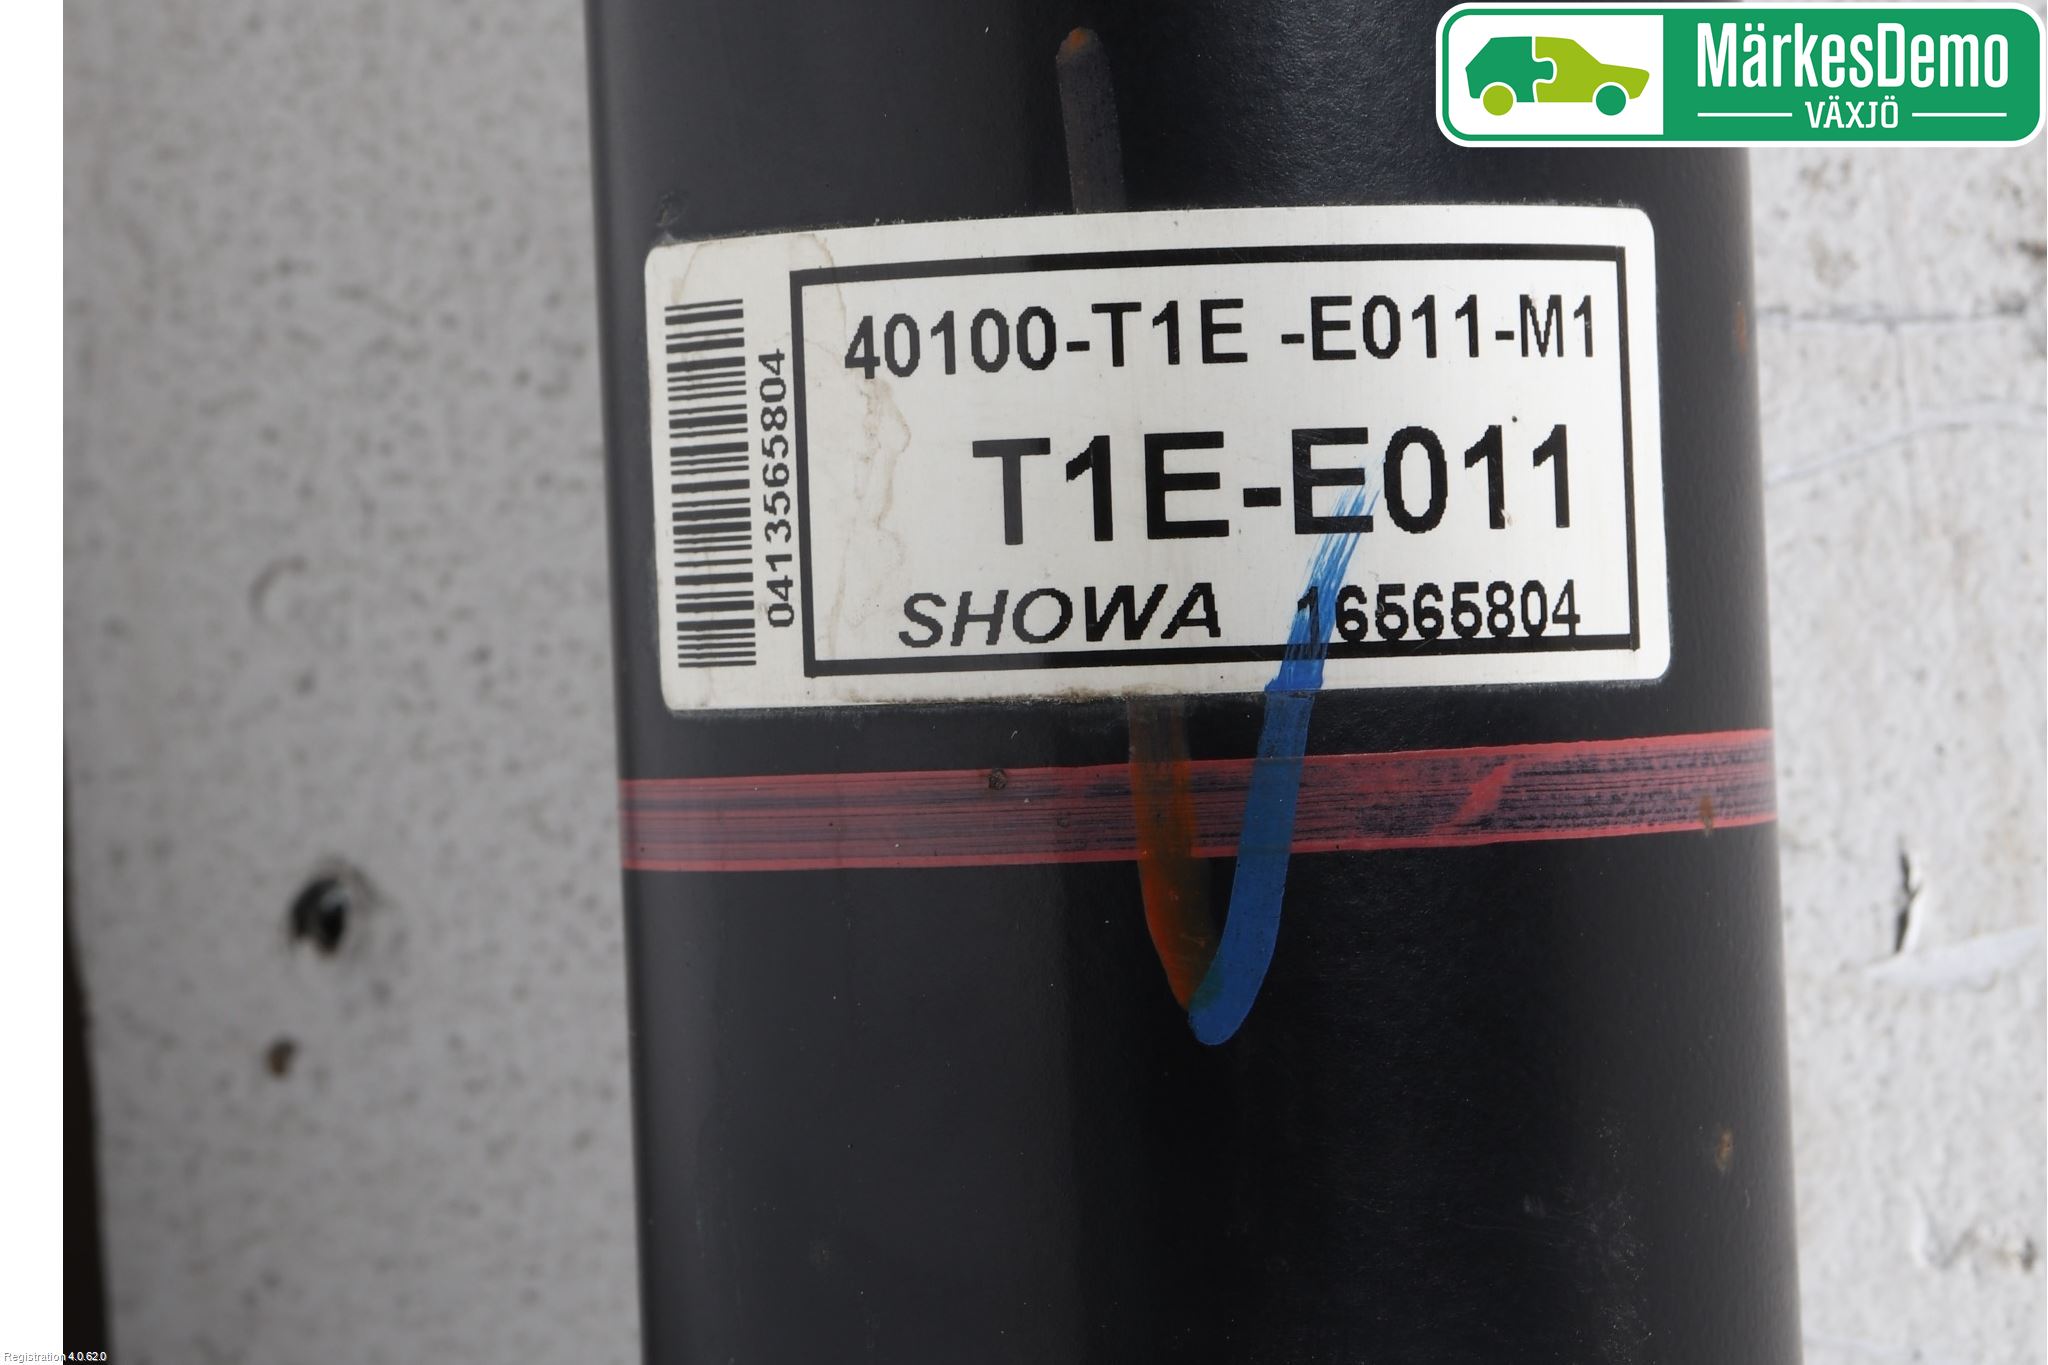 MärkesDemo
VÄXJÖ
40100-T1E -E011-M1
T1E-E011
SHOWA 16565804
0413565804
Registration 4.0.62.0